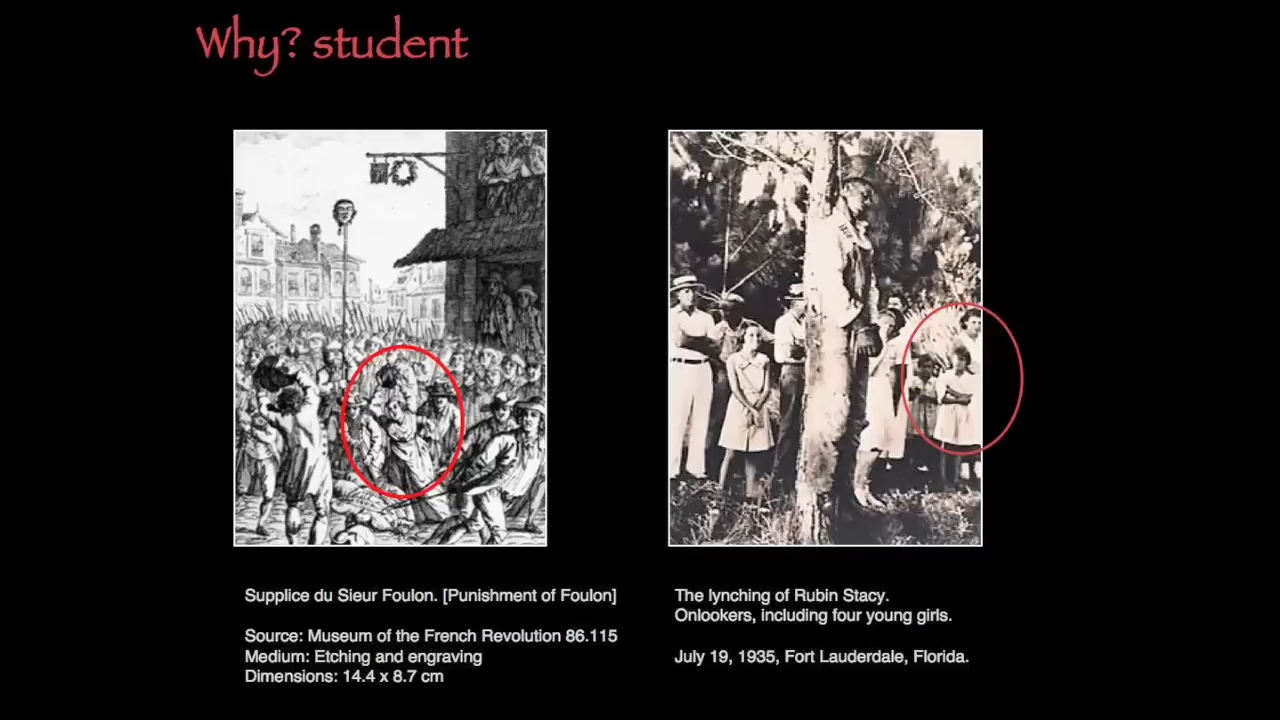 Why? student
Supplice du Sieur Foulon. [Punishment of Foulon]
Source: Museum of the French Revolution 86.115
Medium: Etching and engraving
Dimensions: 14.4 x 8.7 cm
The lynching of Rubin Stacy.
Onlookers, including four young girls.
July 19, 1935, Fort Lauderdale, Florida.